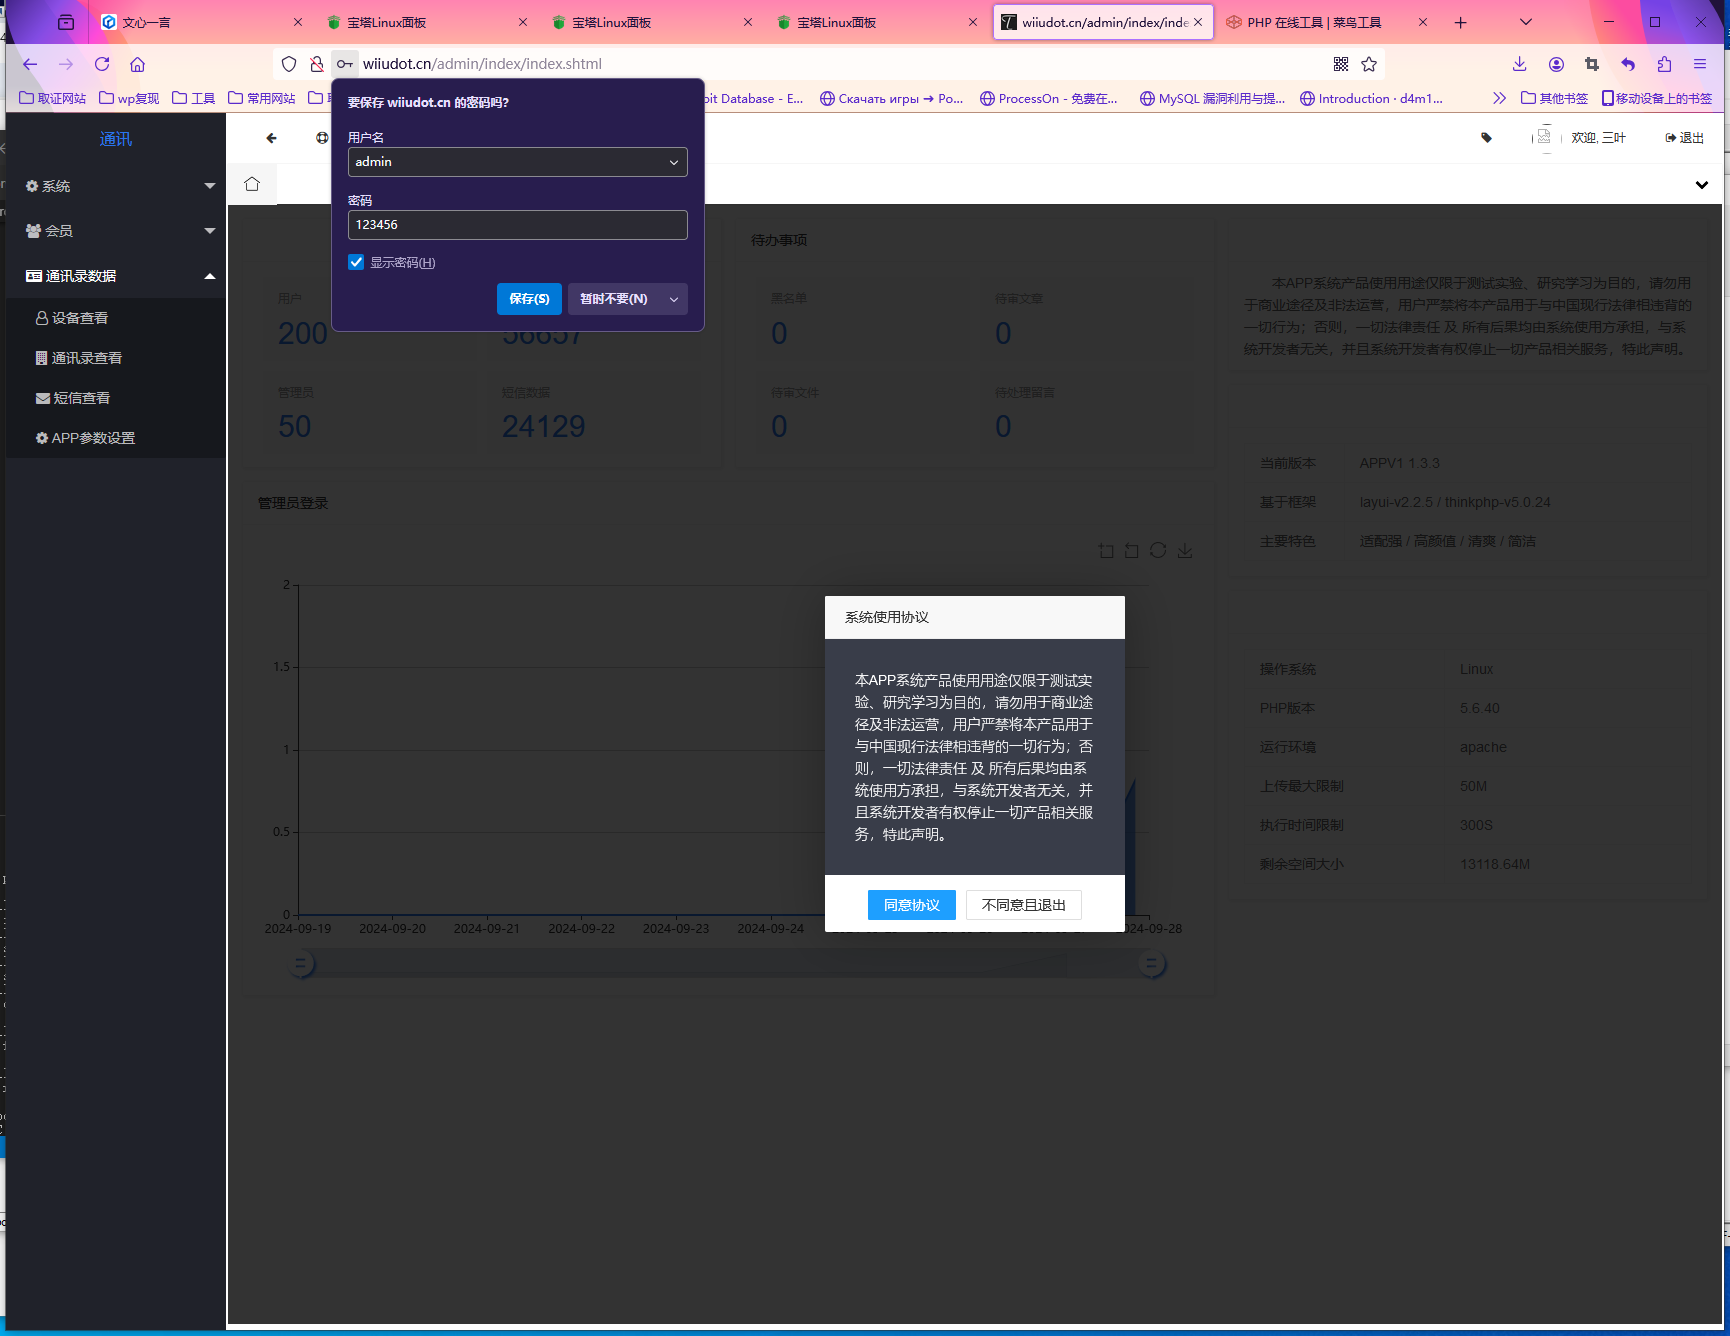 文心一言
宝塔Linux面板
宝塔Linux面板
宝塔Linux面板
wiiudot.cn/admin/index/inde
PHP 在线工具 | 菜鸟工具
wiiudot.cn/admin/index/index.shtml
取证网站
wp复现
工具
常用网站
bit Database - E...
Скачать игры → Po...
ProcessOn - 免费在...
MySQL 漏洞利用与提...
Introduction · d4m1...
其他书签
移动设备上的书签
要保存 wiiudot.cn 的密码吗?
用户名
admin
密码
123456
显示密码(H)
保存(S)
暂时不要(N)
通讯
系统
会员
通讯录数据
设备查看
通讯录查看
短信查看
APP参数设置
欢迎, 三叶
退出
用户
200
56657
管理员
50
短信数据
24129
待办事项
黑名单
0
待审文章
0
待审文件
0
待处理留言
0
本APP系统产品使用用途仅限于测试实验、研究学习为目的，请勿用
于商业途径及非法运营，用户严禁将本产品用于与中国现行法律相违背的
一切行为；否则，一切法律责任 及 所有后果均由系统使用方承担，与系
统开发者无关，并且系统开发者有权停止一切产品相关服务，特此声明。
当前版本 APPV1 1.3.3
基于框架 layui-v2.2.5 / thinkphp-v5.0.24
主要特色 适配强 / 高颜值 / 清爽 / 简洁
管理员登录
2
1.5
1
0.5
0
2024-09-19
2024-09-20
2024-09-21
2024-09-22
2024-09-23
2024-09-24
2024-09-28
系统使用协议
本APP系统产品使用用途仅限于测试实
验、研究学习为目的，请勿用于商业途
径及非法运营，用户严禁将本产品用于
与中国现行法律相违背的一切行为；否
则，一切法律责任 及 所有后果均由系
统使用方承担，与系统开发者无关，并
且系统开发者有权停止一切产品相关服
务，特此声明。
同意协议
不同意且退出
操作系统 Linux
PHP版本 5.6.40
运行环境 apache
上传最大限制 50M
执行时间限制 300S
剩余空间大小 13118.64M